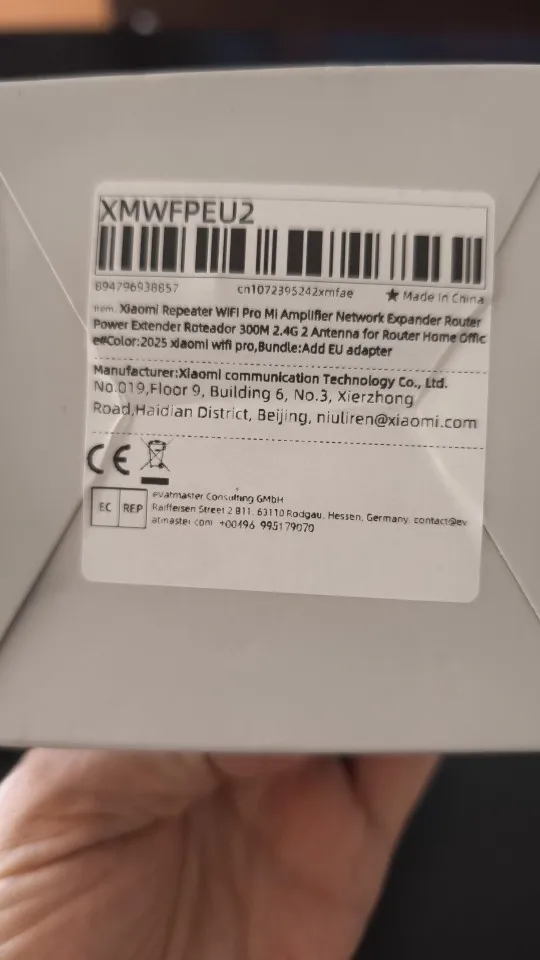 XMWFPEU2
894796938857 cn1072395242xmfae ★ Made in China
Item: Xiaomi Repeater WIFI Pro Mi Amplifier Network Expander Router
Power Extender Roteador 300M 2.4G 2 Antenna for Router Home Offic
e#Color:2025 xiaomi wifi pro,Bundle:Add EU adapter
Manufacturer:Xiaomi communication Technology Co., Ltd.
No.019,Floor 9, Building 6, No.3, Xierzhong
Road,Haidian District, Beijing, niuliren@xiaomi.com
CE
EC REP
evatmaster Consulting GmbH
Raiffeisen Street 2 B11, 63110 Rodgau, Hessen, Germany. contact@ev
atmaster.com +00496 995179070